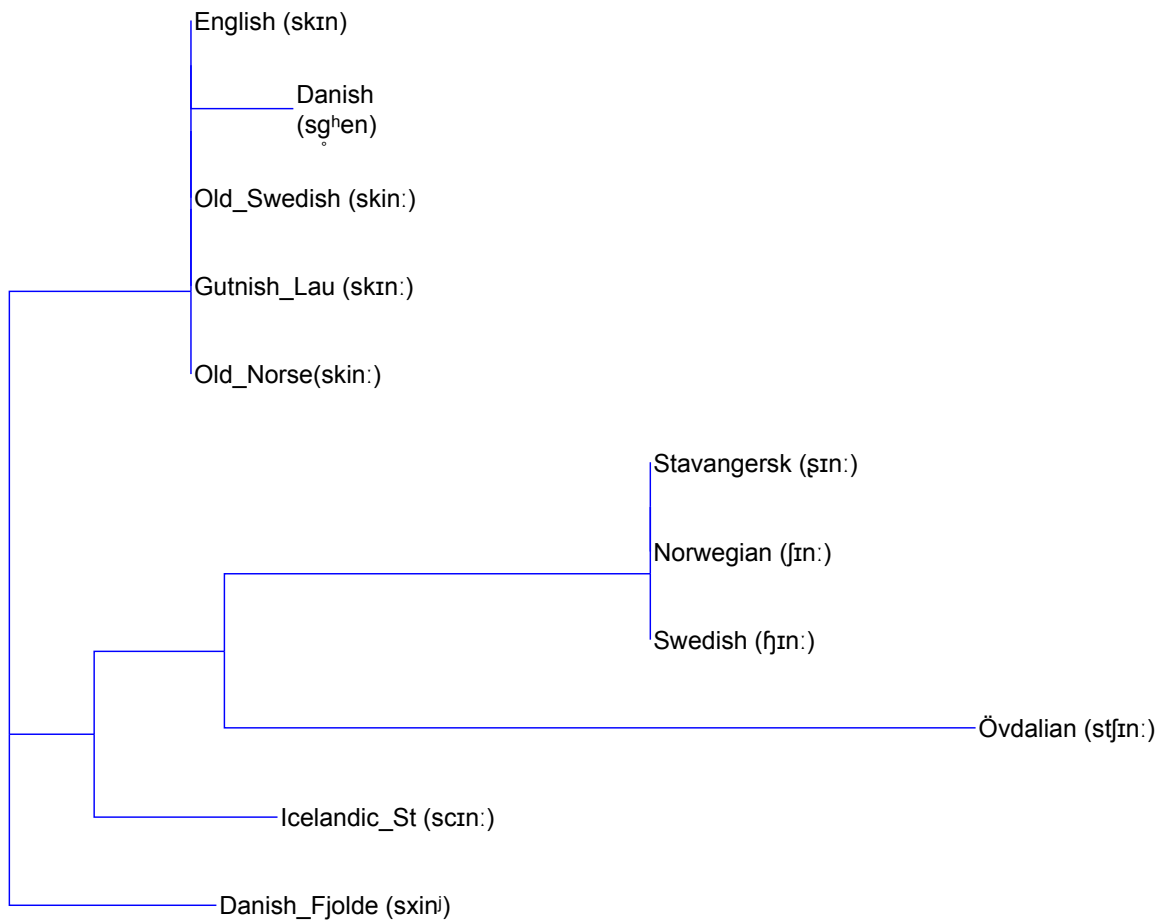 English (skɪn)
Danish
(sg̥ʰen)
Old_Swedish (skinː)
Gutnish_Lau (skɪnː)
Old_Norse(skinː)
Stavangersk (ʂɪnː)
Norwegian (ʃɪnː)
Swedish (ɧɪnː)
Övdalian (stʃɪnː)
Icelandic_St (scɪnː)
Danish_Fjolde (sxinʲ)